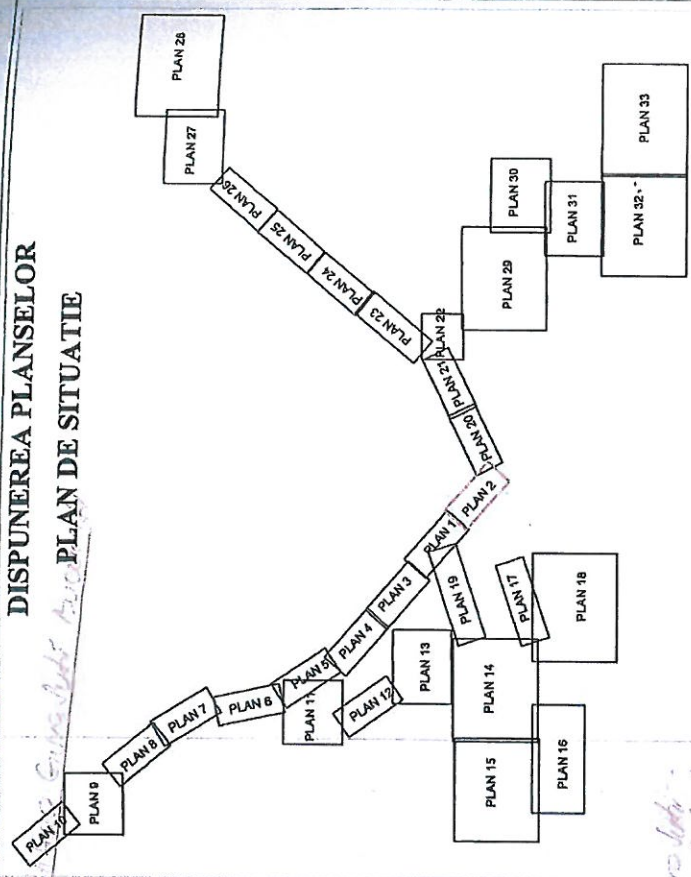 DISPUNEREA PLANSELOR
PLAN DE SITUATIE
PLAN 28
PLAN 27
PLAN 26
PLAN 25
PLAN 24
PLAN 23
PLAN 22
PLAN 21
PLAN 20
PLAN 2
PLAN 1
PLAN 3
PLAN 4
PLAN 5
PLAN 6
PLAN 7
PLAN 8
PLAN 9
PLAN 10
PLAN 11
PLAN 12
PLAN 13
PLAN 14
PLAN 15
PLAN 16
PLAN 17
PLAN 18
PLAN 19
PLAN 29
PLAN 30
PLAN 31
PLAN 32
PLAN 33